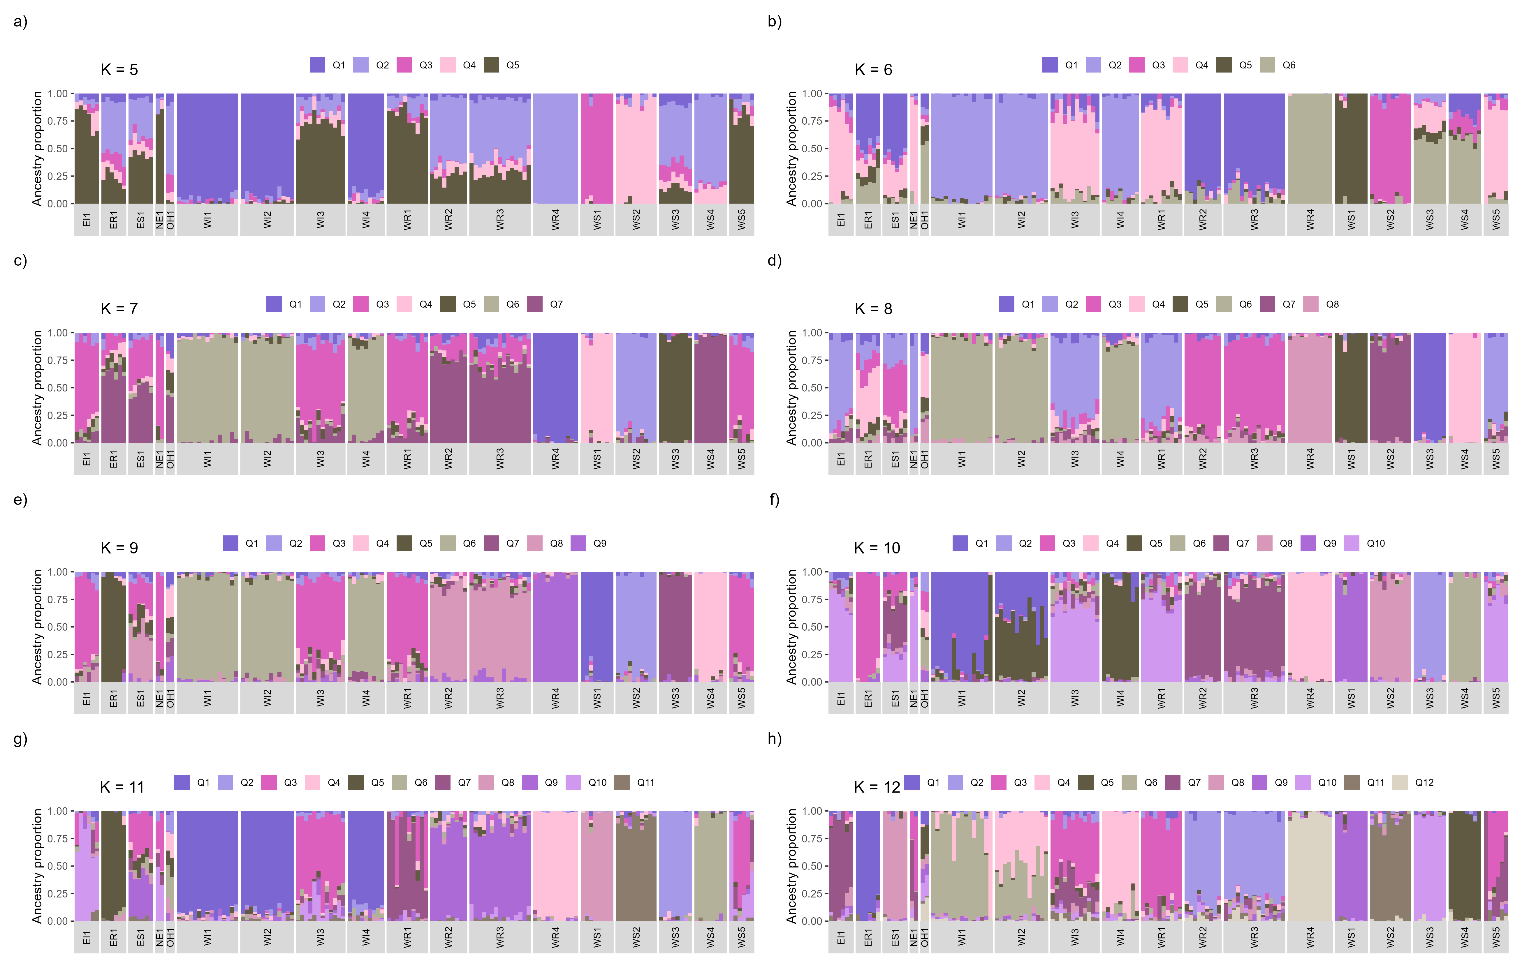 a)
K = 5
Q1 Q2 Q3 Q4 Q5
Ancestry proportion
1.00
0.75
0.50
0.25
0.00
EI1 ER1 ES1 NE1 OH1 WI1 WI2 WI3 WI4 WR1 WR2 WR3 WR4 WS1 WS2 WS3 WS4 WS5
b)
K = 6
Q1 Q2 Q3 Q4 Q5 Q6
Ancestry proportion
1.00
0.75
0.50
0.25
0.00
EI1 ER1 ES1 NE1 OH1 WI1 WI2 WI3 WI4 WR1 WR2 WR3 WR4 WS1 WS2 WS3 WS4 WS5
c)
K = 7
Q1 Q2 Q3 Q4 Q5 Q6 Q7
Ancestry proportion
1.00
0.75
0.50
0.25
0.00
EI1 ER1 ES1 NE1 OH1 WI1 WI2 WI3 WI4 WR1 WR2 WR3 WR4 WS1 WS2 WS3 WS4 WS5
d)
K = 8
Q1 Q2 Q3 Q4 Q5 Q6 Q7 Q8
Ancestry proportion
1.00
0.75
0.50
0.25
0.00
EI1 ER1 ES1 NE1 OH1 WI1 WI2 WI3 WI4 WR1 WR2 WR3 WR4 WS1 WS2 WS3 WS4 WS5
e)
K = 9
Q1 Q2 Q3 Q4 Q5 Q6 Q7 Q8 Q9
Ancestry proportion
1.00
0.75
0.50
0.25
0.00
EI1 ER1 ES1 NE1 OH1 WI1 WI2 WI3 WI4 WR1 WR2 WR3 WR4 WS1 WS2 WS3 WS4 WS5
f)
K = 10
Q1 Q2 Q3 Q4 Q5 Q6 Q7 Q8 Q9 Q10
Ancestry proportion
1.00
0.75
0.50
0.25
0.00
EI1 ER1 ES1 NE1 OH1 WI1 WI2 WI3 WI4 WR1 WR2 WR3 WR4 WS1 WS2 WS3 WS4 WS5
g)
K = 11
Q1 Q2 Q3 Q4 Q5 Q6 Q7 Q8 Q9 Q10 Q11
Ancestry proportion
1.00
0.75
0.50
0.25
0.00
EI1 ER1 ES1 NE1 OH1 WI1 WI2 WI3 WI4 WR1 WR2 WR3 WR4 WS1 WS2 WS3 WS4 WS5
h)
K = 12
Q1 Q2 Q3 Q4 Q5 Q6 Q7 Q8 Q9 Q10 Q11 Q12
Ancestry proportion
1.00
0.75
0.50
0.25
0.00
EI1 ER1 ES1 NE1 OH1 WI1 WI2 WI3 WI4 WR1 WR2 WR3 WR4 WS1 WS2 WS3 WS4 WS5